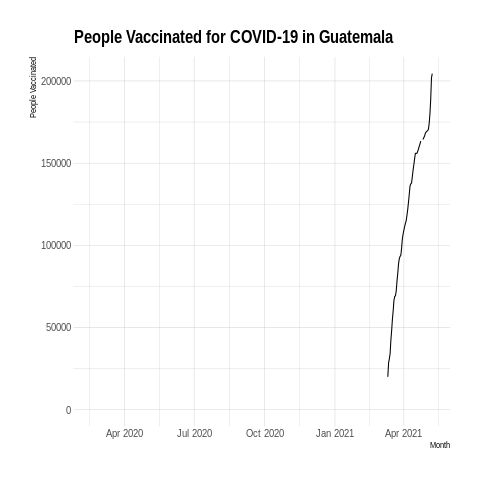 People Vaccinated for COVID-19 in Guatemala
People Vaccinated
200000
150000
100000
50000
0
Apr 2020 Jul 2020 Oct 2020 Jan 2021 Apr 2021
Month